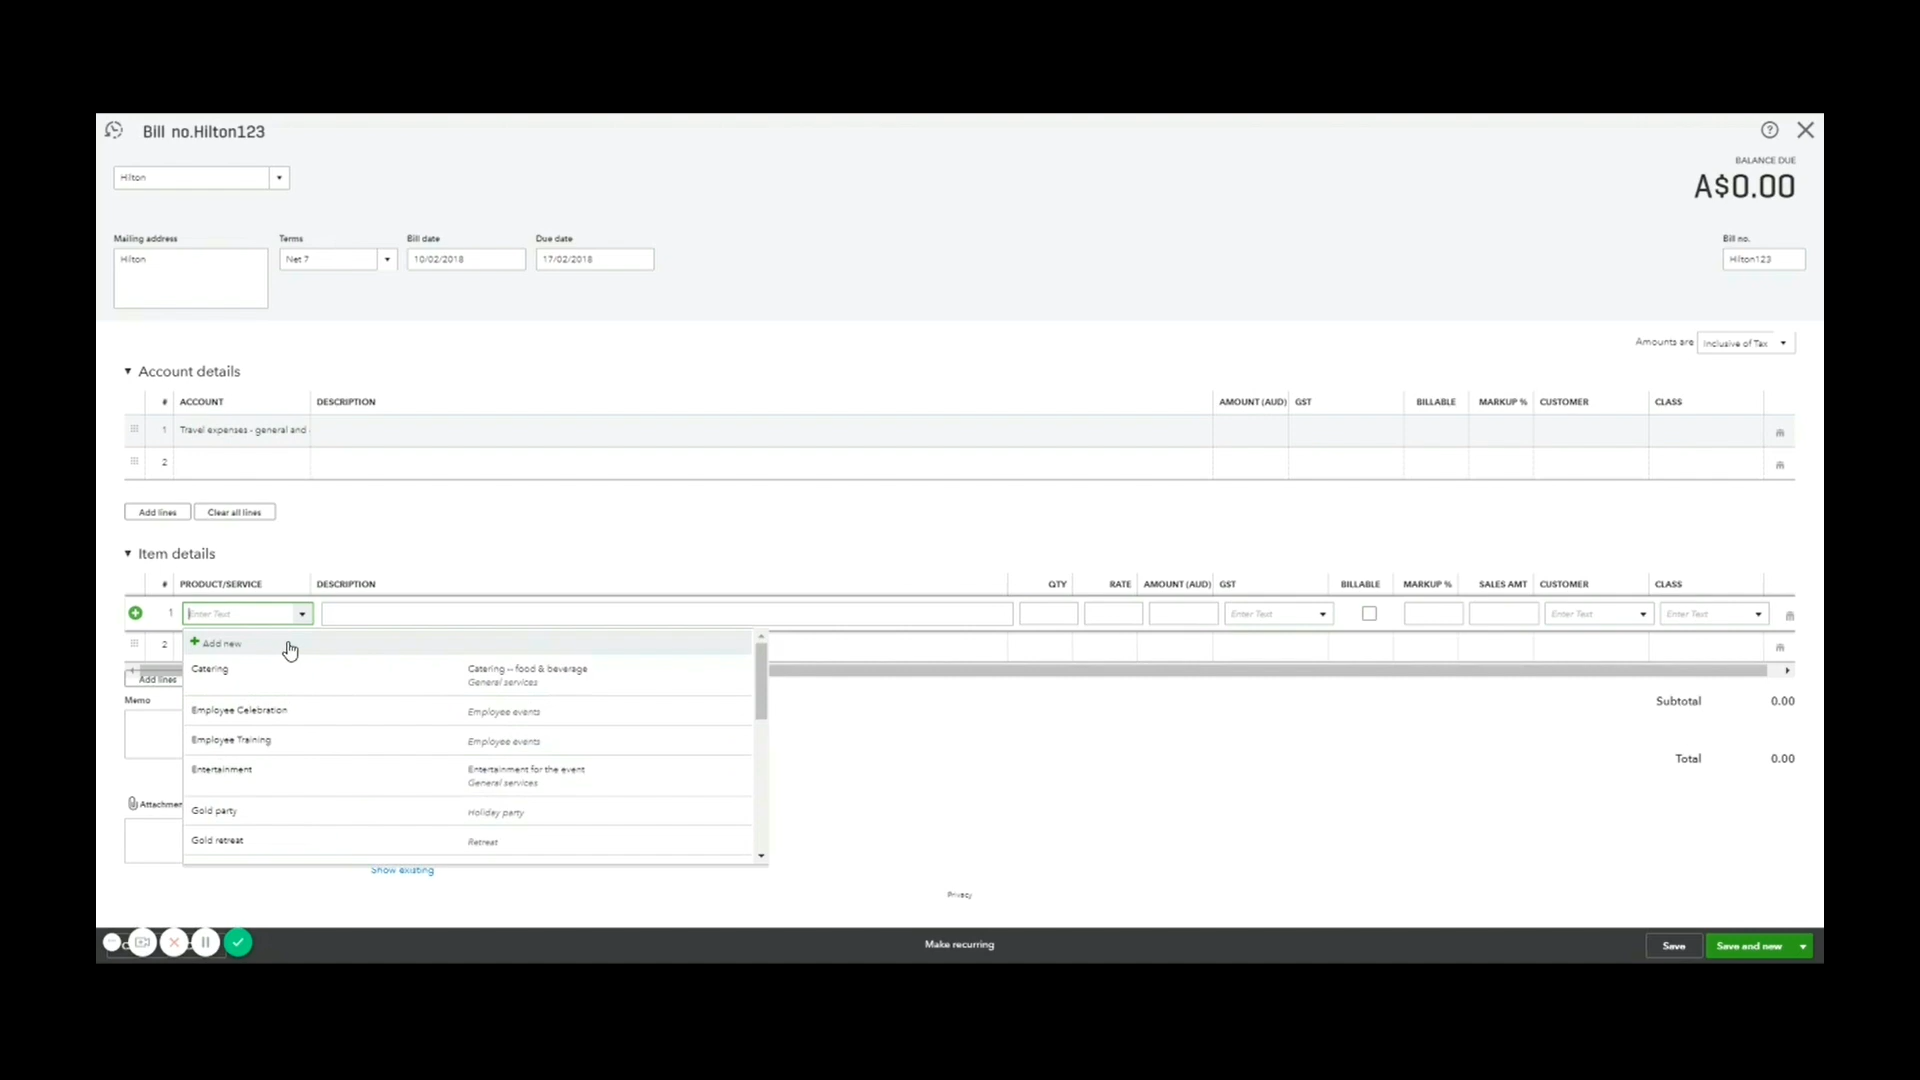 Bill no.Hilton123
?
BALANCE DUE
Hilton
A$0.00
Mailing address Terms Bill date Due date Bill no.
Hilton Net 7 10/02/2018 17/02/2018 Hilton123
Amounts are Inclusive of Tax
Account details
# ACCOUNT DESCRIPTION AMOUNT (AUD) GST BILLABLE MARKUP % CUSTOMER CLASS
1 Travel expenses - general and
2
Add lines Clear all lines
Item details
# PRODUCT/SERVICE DESCRIPTION QTY RATE AMOUNT (AUD) GST BILLABLE MARKUP % SALES AMT CUSTOMER CLASS
1 Enter Text Enter Text Enter Text Enter Text
2 Add new
Catering Catering – food & beverage
General services
Add lines
Memo
Subtotal 0.00
Employee Celebration Employee events
Employee Training Employee events
Total 0.00
Entertainment Entertainment for the event
General services
Attachmen
Gold party Holiday party
Gold retreat Retreat
Show existing
Privacy
Make recurring
Save Save and new